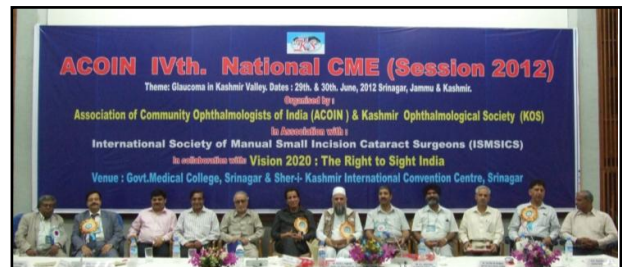 ACOIN IVth. National CME (Session 2012)
Theme: Glaucoma in Kashmir Valley. Dates : 29th. & 30th. June, 2012 Srinagar, Jammu & Kashmir.
Organised by :
Association of Community Ophthalmologists of India (ACOIN ) & Kashmir Ophthalmological Society (KOS)
In Association with :
International Society of Manual Small Incision Cataract Surgeons (ISMSICS)
In collaboration with: Vision 2020 : The Right to Sight India
Venue : Govt.Medical College, Srinagar & Sher-i- Kashmir International Convention Centre, Srinagar